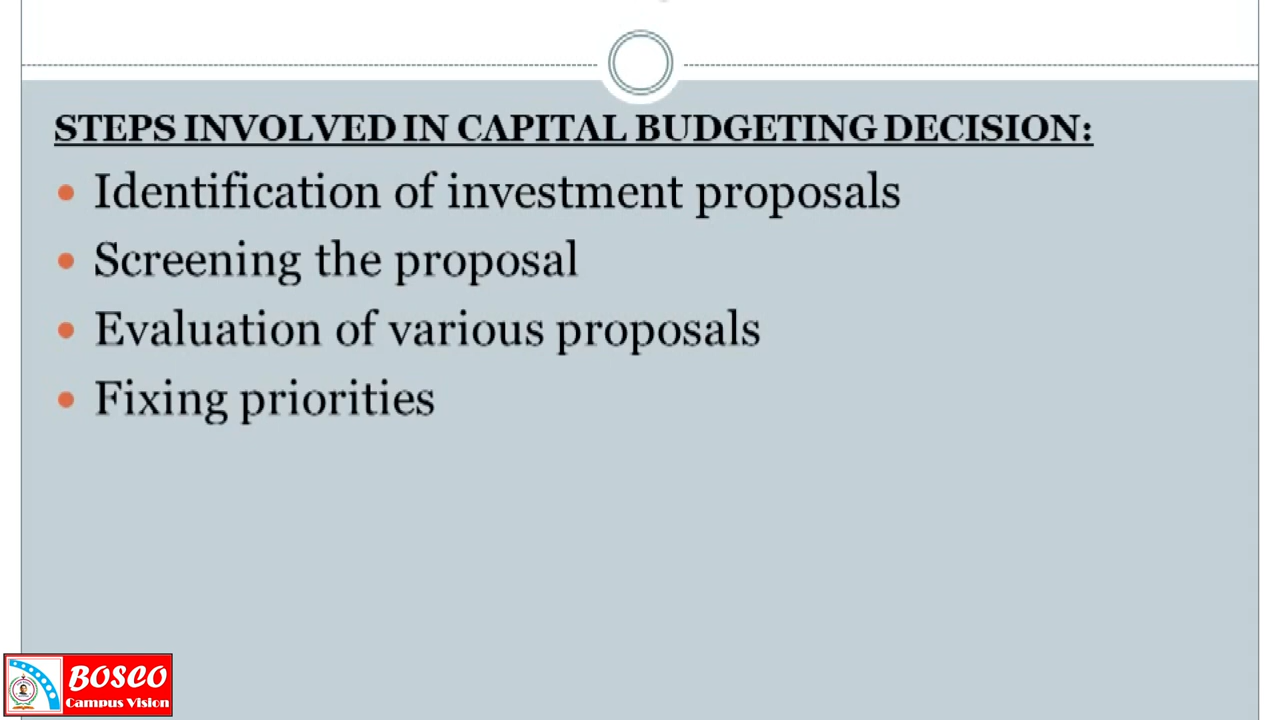 STEPS INVOLVED IN CAPITAL BUDGETING DECISION:
• Identification of investment proposals
• Screening the proposal
• Evaluation of various proposals
• Fixing priorities
BOSCO
Campus Vision